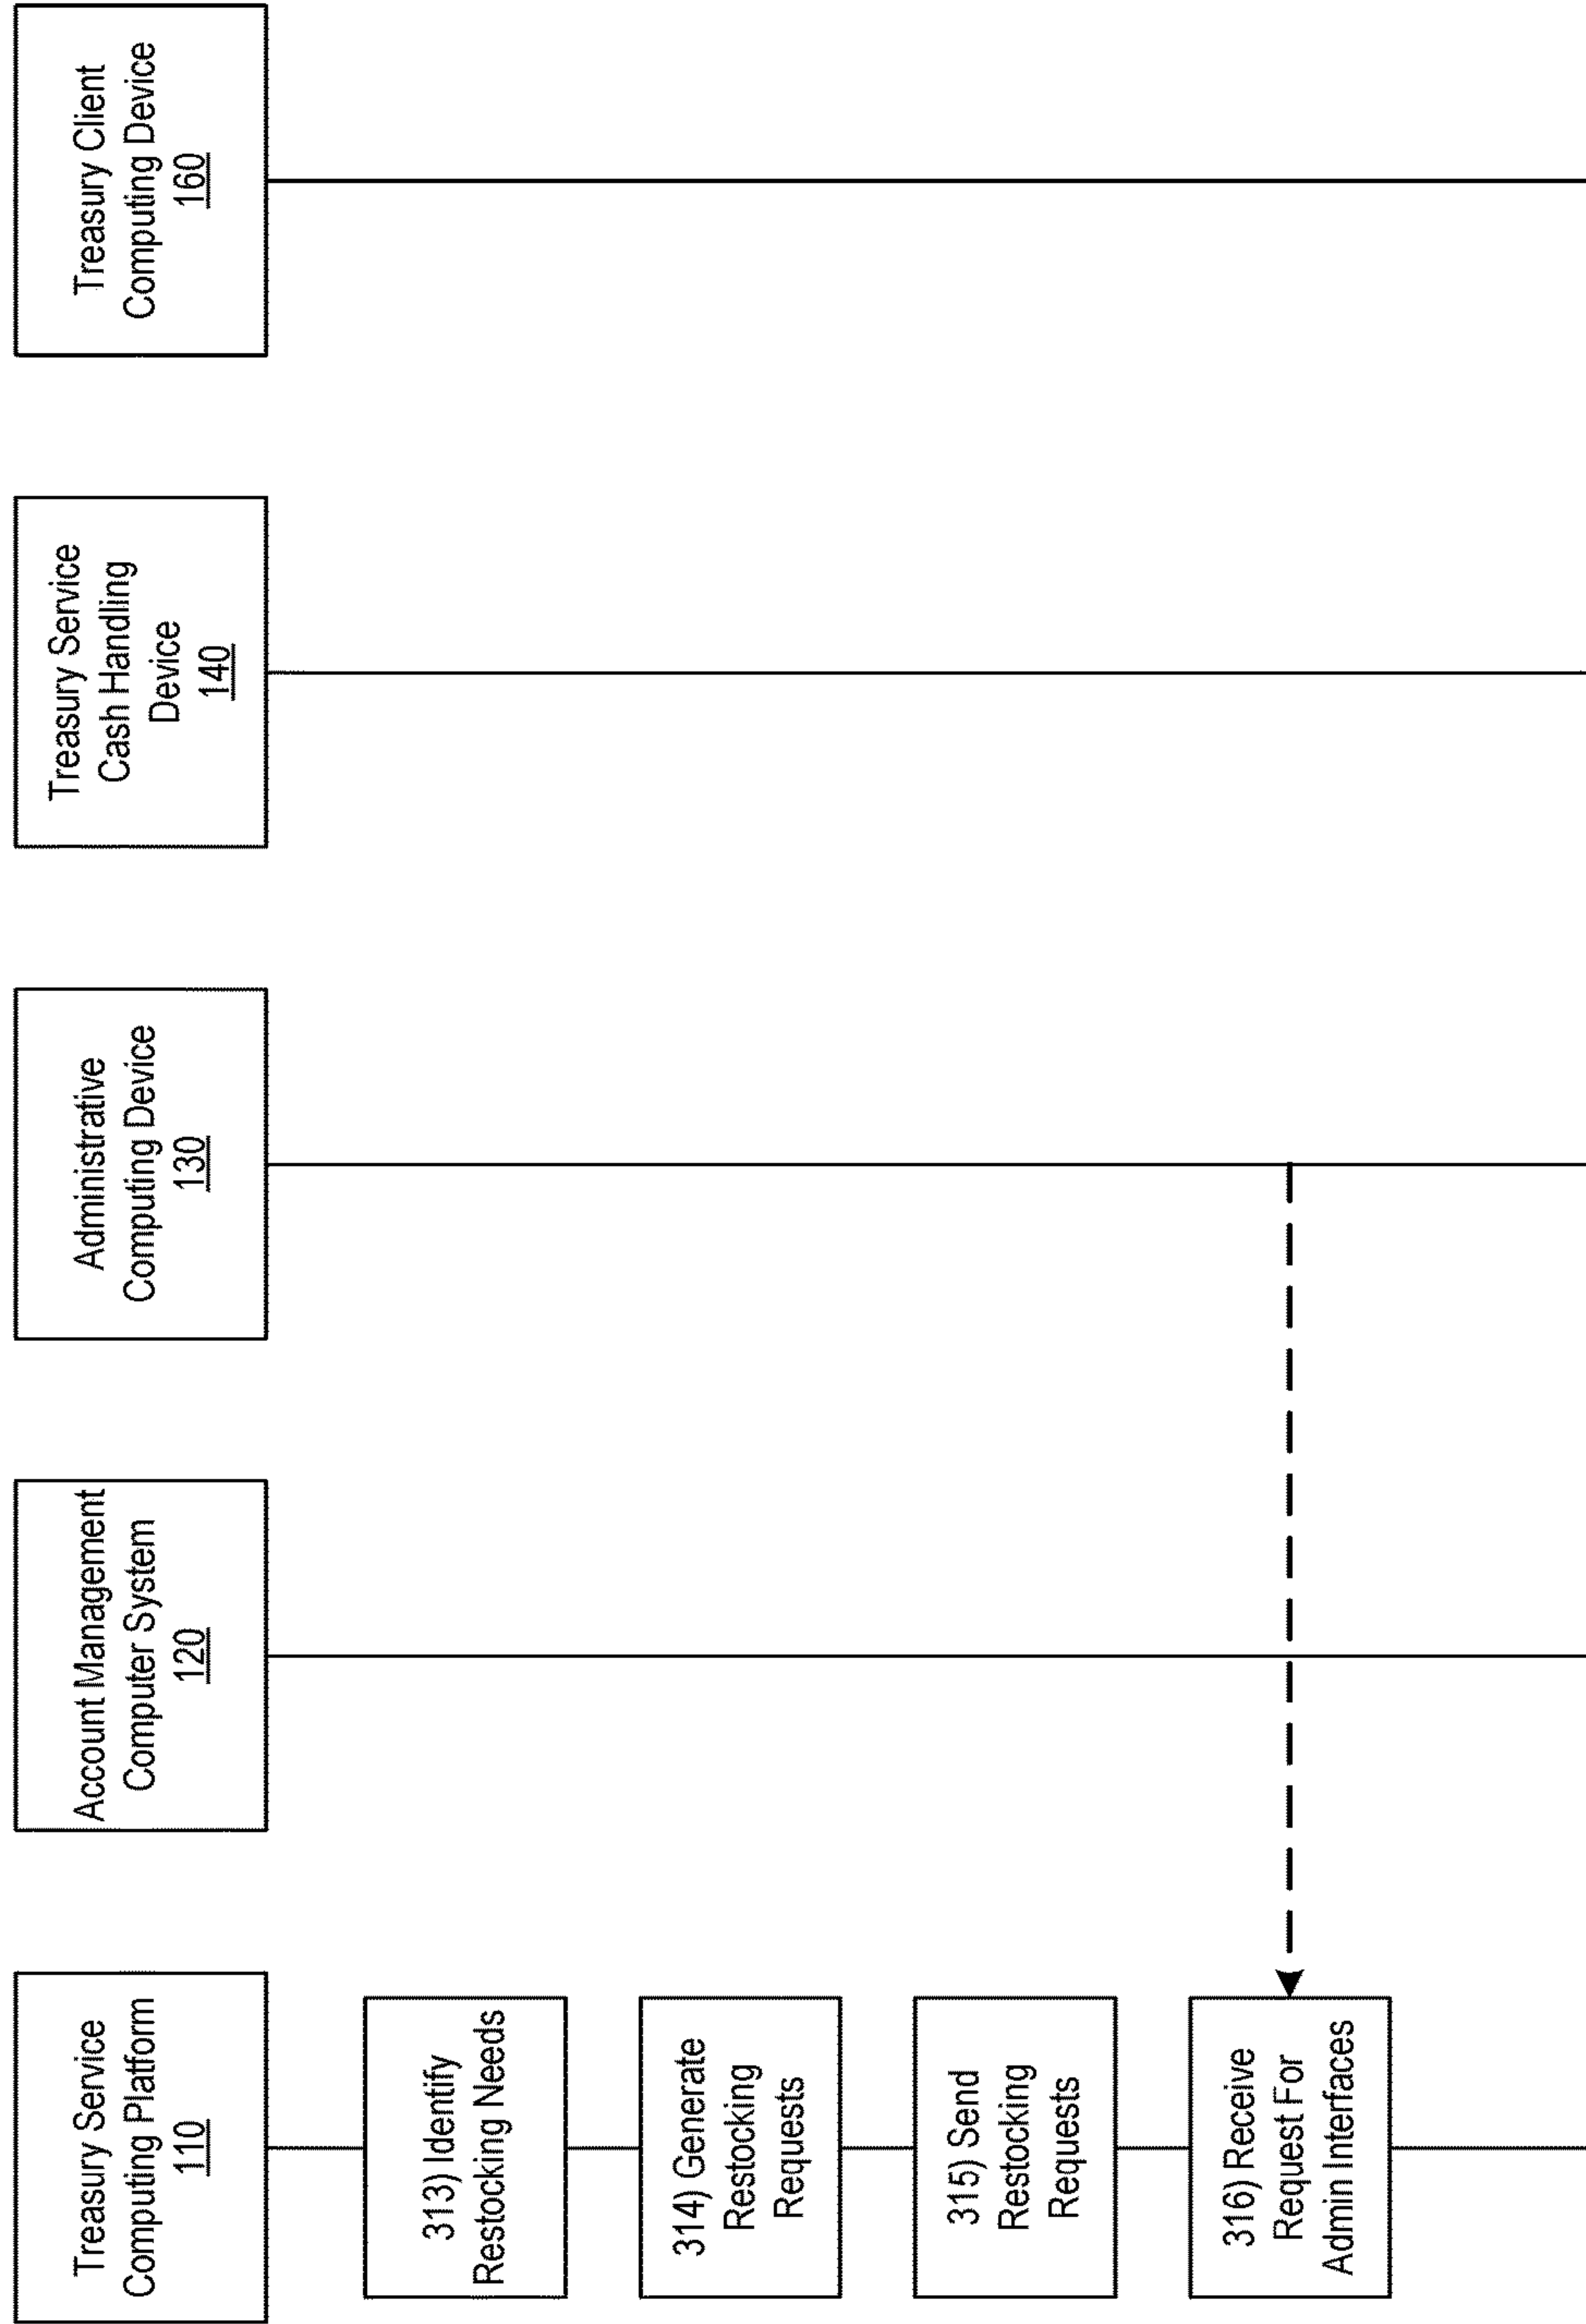 Treasury Service
Computing Platform
110
Account Management
Computer System
120
Administrative
Computing Device
130
Treasury Service
Cash Handling
Device
140
Treasury Client
Computing Device
160
313) Identify
Restocking Needs
314) Generate
Restocking
Requests
315) Send
Restocking
Requests
316) Receive
Request For
Admin Interfaces